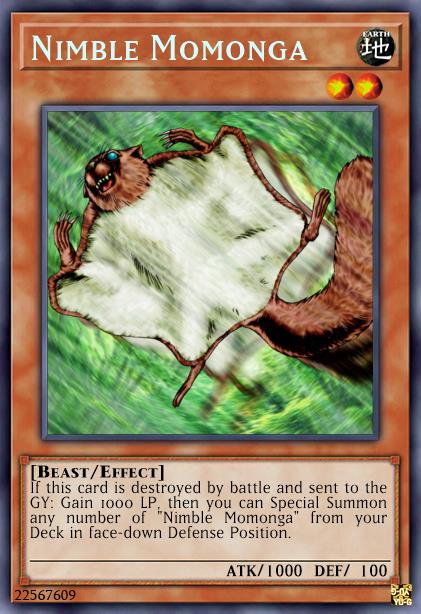 Nimble Momonga
EARTH
地
[Beast/Effect]
If this card is destroyed by battle and sent to the
GY: Gain 1000 LP, then you can Special Summon
any number of "Nimble Momonga" from your
Deck in face-down Defense Position.
ATK/1000 DEF/ 100
22567609